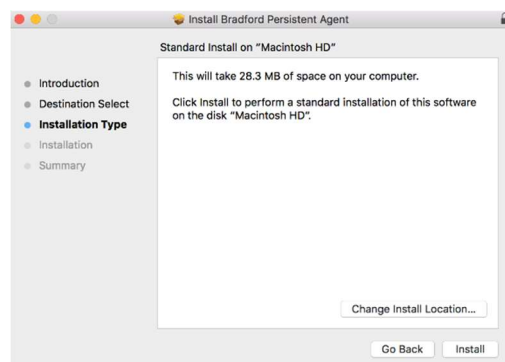 Install Bradford Persistent Agent
Standard Install on “Macintosh HD”
Introduction
Destination Select
Installation Type
Installation
Summary
This will take 28.3 MB of space on your computer.
Click Install to perform a standard installation of this software
on the disk “Macintosh HD”.
Change Install Location...
Go Back
Install